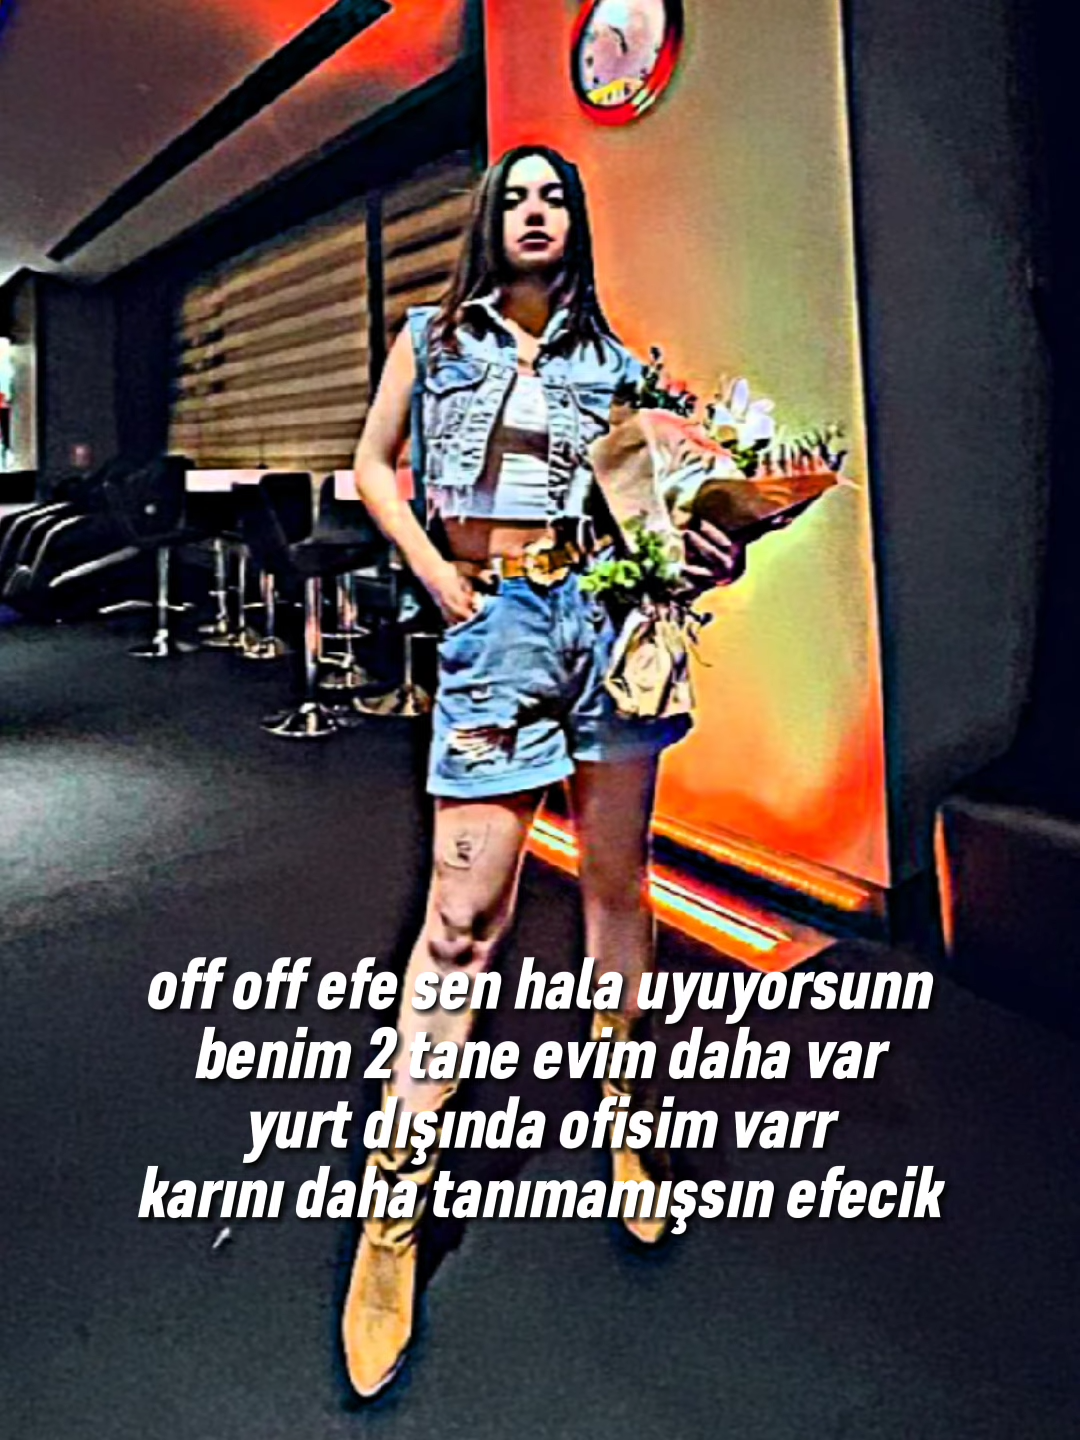 off off efe sen hala uyuyorsunn
benim 2 tane evim daha var
yurt dışında ofisim varr
karını daha tanımamışsın efecik